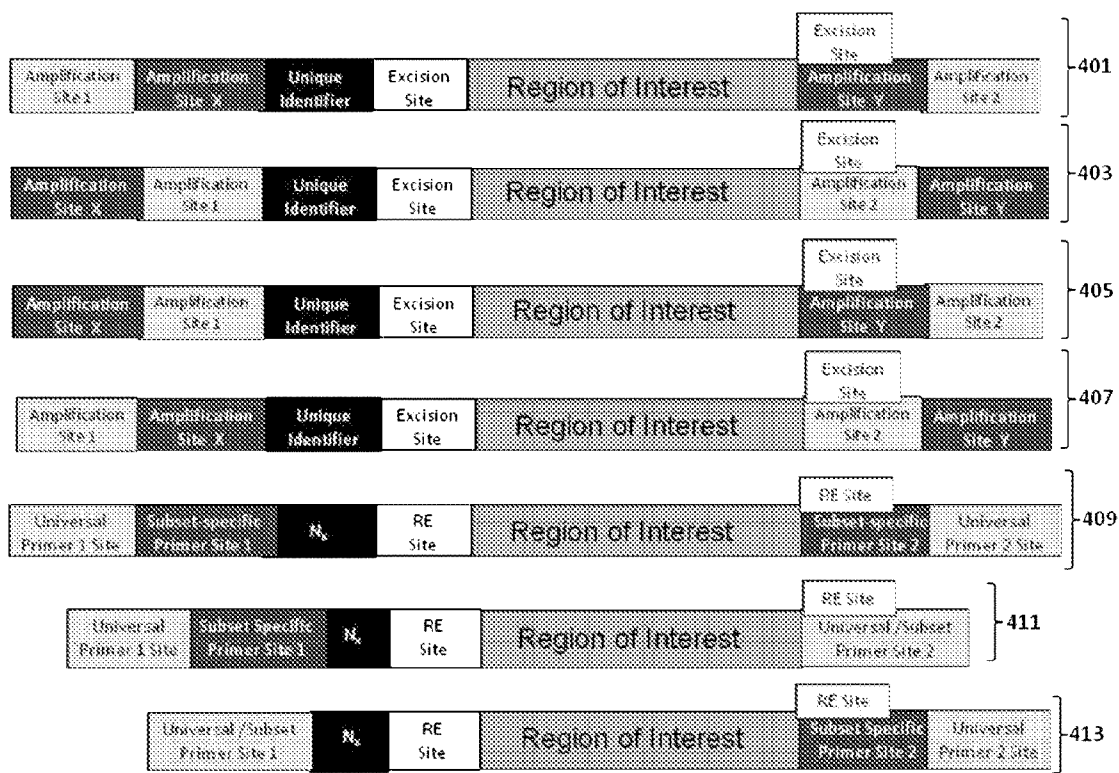 Excision
Site
Amplification
Site 1
Amplification
Site X
Unique
Identifier
Excision
Site
Region of Interest
Amplification
Site Y
Amplification
Site 2
401
Excision
Site
Amplification
Site X
Amplification
Site 1
Unique
Identifier
Excision
Site
Region of Interest
Amplification
Site 2
Amplification
Site Y
403
Excision
Site
Amplification
Site X
Amplification
Site 1
Unique
Identifier
Excision
Site
Region of Interest
Amplification
Site Y
Amplification
Site 2
405
Excision
Site
Amplification
Site 1
Amplification
Site X
Unique
Identifier
Excision
Site
Region of Interest
Amplification
Site 2
Amplification
Site Y
407
RE Site
Universal
Primer 1 Site
Subset-specific
Primer Site 1
Nx
RE
Site
Region of Interest
Subset specific
Primer Site 2
Universal
Primer 2 Site
409
RE Site
Universal
Primer 1 Site
Subset Specific
Primer Site 1
Nx
RE
Site
Region of Interest
Universal /Subset
Primer Site 2
411
RE Site
Universal /Subset
Primer Site 1
Nx
RE
Site
Region of Interest
Subset Specific
Primer Site 2
Universal
Primer 2 Site
413